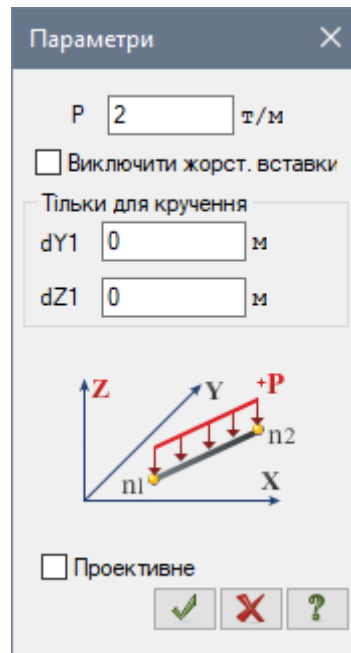 Параметри
P 2 т/м
Виключити жорст. вставки
Тільки для кручення
dY1 0 м
dZ1 0 м
Z Y +P
n1 n2
X
Проективне
?